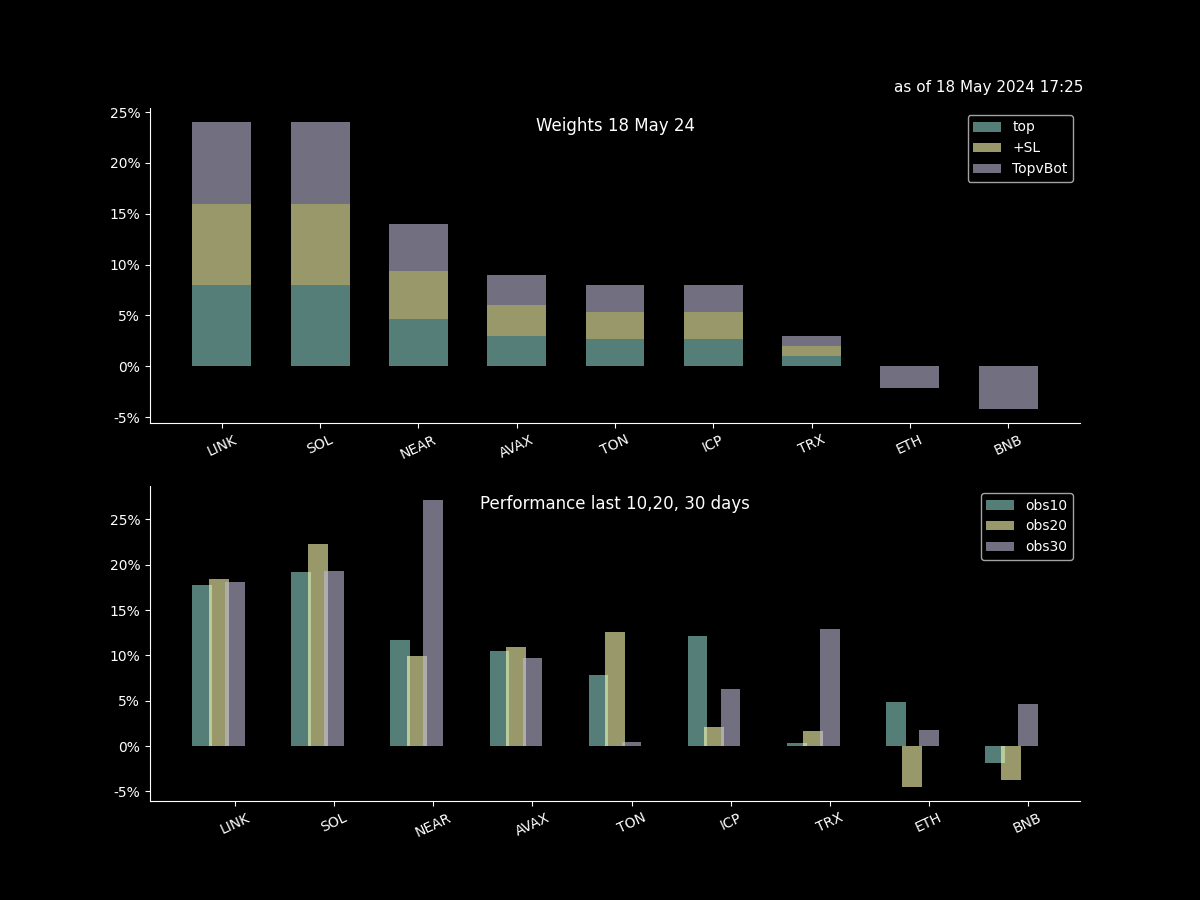 as of 18 May 2024 17:25
Weights 18 May 24
top
+SL
TopvBot
25%
20%
15%
10%
5%
0%
-5%
LINK SOL NEAR AVAX TON ICP TRX ETH BNB
Performance last 10,20, 30 days
obs10
obs20
obs30
25%
20%
15%
10%
5%
0%
-5%
LINK SOL NEAR AVAX TON ICP TRX ETH BNB